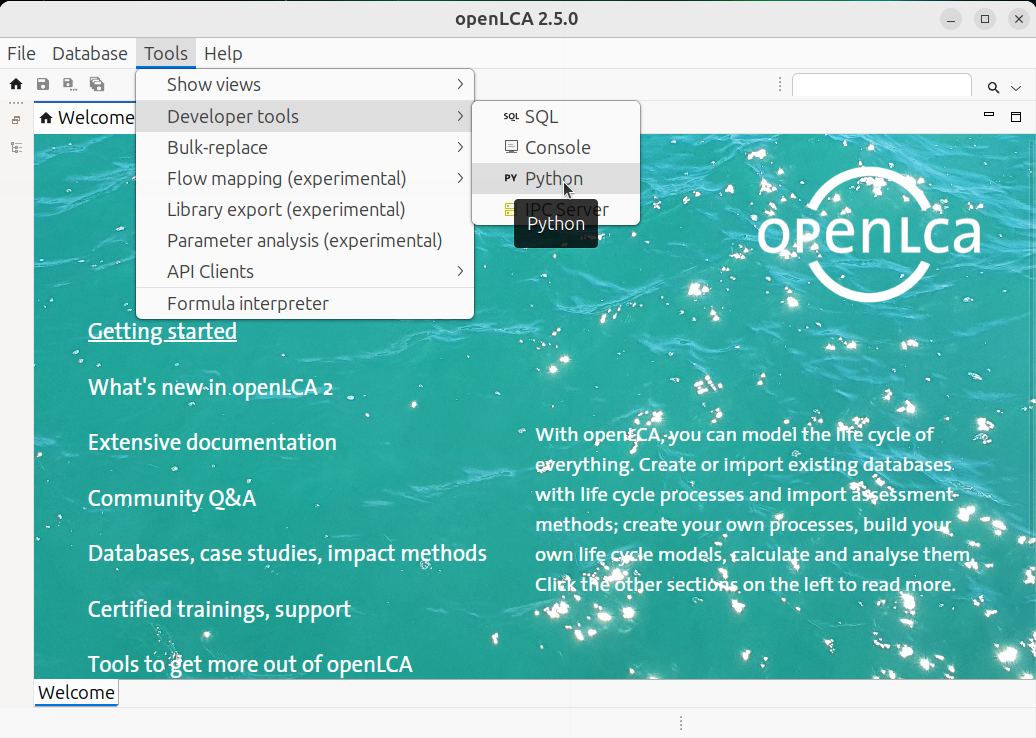 openLCA 2.5.0
File Database Tools Help
Show views
Developer tools
Bulk-replace
Flow mapping (experimental)
Library export (experimental)
Parameter analysis (experimental)
API Clients
Formula interpreter
SQL SQL
Console
PY Python
IPC Server
Python
Welcome
openLca
Getting started
What's new in openLCA 2
Extensive documentation
Community Q&A
Databases, case studies, impact methods
Certified trainings, support
Tools to get more out of openLCA
With openLCA, you can model the life cycle of
everything. Create or import existing databases
with life cycle processes and import assessment
methods; create your own processes, build your
own life cycle models, calculate and analyse them.
Click the other sections on the left to read more.
Welcome